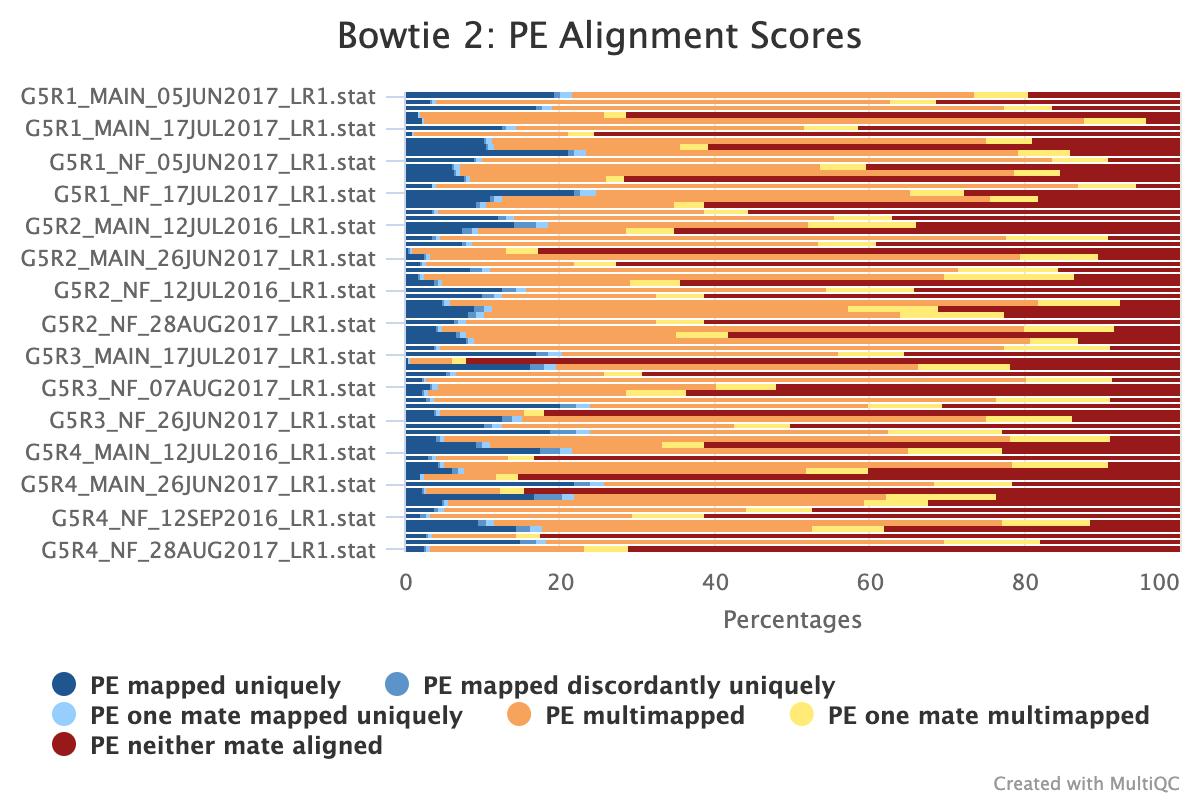 Bowtie 2: PE Alignment Scores
G5R1_MAIN_05JUN2017_LR1.stat
G5R1_MAIN_17JUL2017_LR1.stat
G5R1_NF_05JUN2017_LR1.stat
G5R1_NF_17JUL2017_LR1.stat
G5R2_MAIN_12JUL2016_LR1.stat
G5R2_MAIN_26JUN2017_LR1.stat
G5R2_NF_12JUL2016_LR1.stat
G5R2_NF_28AUG2017_LR1.stat
G5R3_MAIN_17JUL2017_LR1.stat
G5R3_NF_07AUG2017_LR1.stat
G5R3_NF_26JUN2017_LR1.stat
G5R4_MAIN_12JUL2016_LR1.stat
G5R4_MAIN_26JUN2017_LR1.stat
G5R4_NF_12SEP2016_LR1.stat
G5R4_NF_28AUG2017_LR1.stat
0 20 40 60 80 100
Percentages
PE mapped uniquely PE mapped discordantly uniquely
PE one mate mapped uniquely PE multimapped PE one mate multimapped
PE neither mate aligned
Created with MultiQC